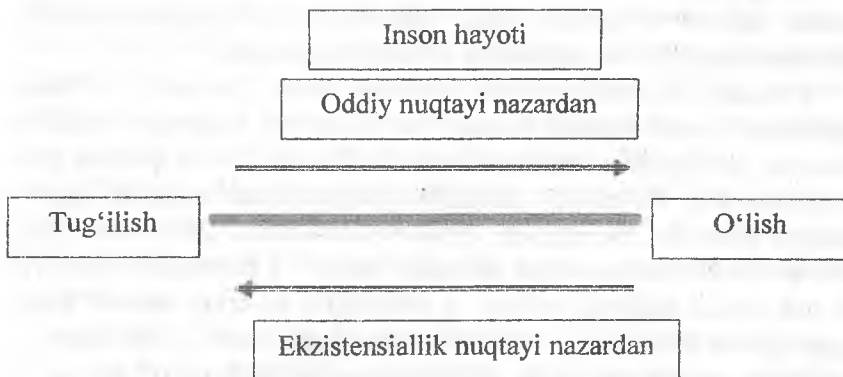 Inson hayoti
Oddiy nuqtayi nazardan
Tug‘ilish
O‘lish
Ekzistensiallik nuqtayi nazardan